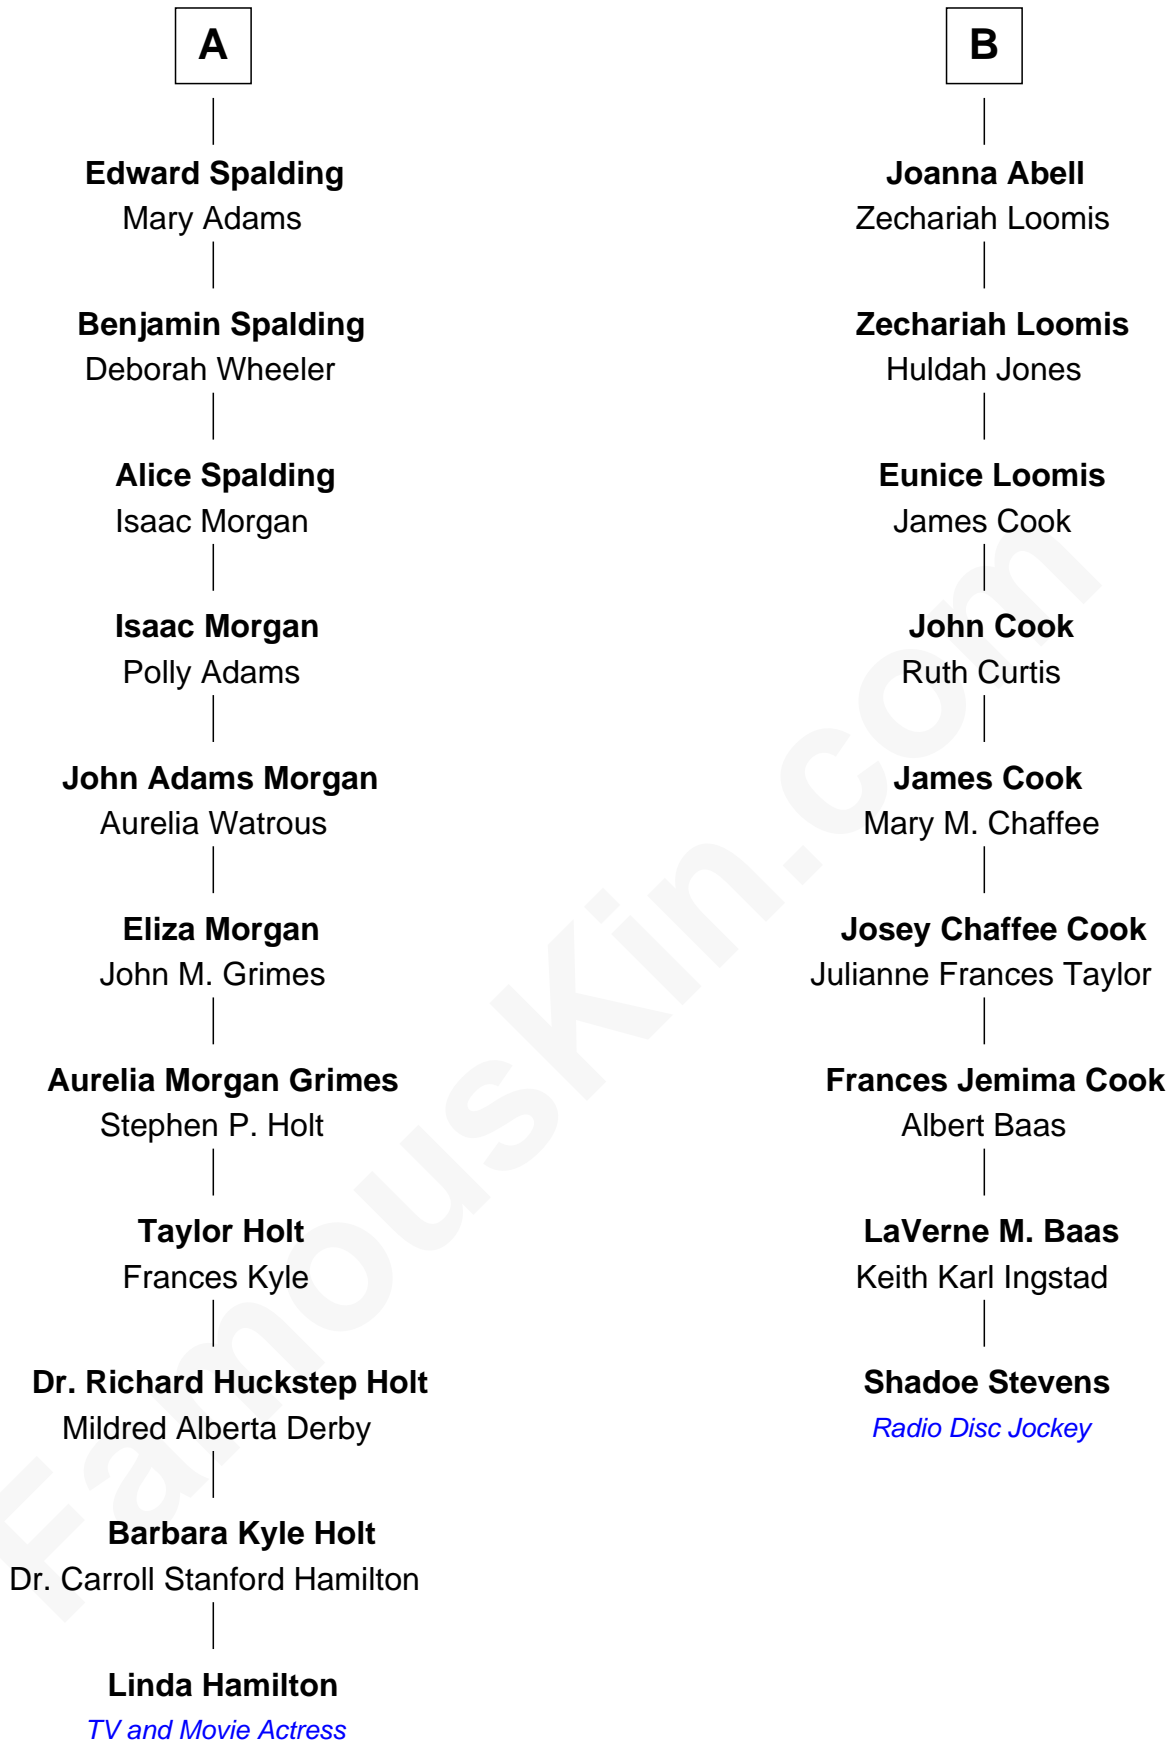 A
Edward Spalding
Mary Adams
Benjamin Spalding
Deborah Wheeler
Alice Spalding
Isaac Morgan
Isaac Morgan
Polly Adams
John Adams Morgan
Aurelia Watrous
Eliza Morgan
John M. Grimes
Aurelia Morgan Grimes
Stephen P. Holt
Taylor Holt
Frances Kyle
Dr. Richard Huckstep Holt
Mildred Alberta Derby
Barbara Kyle Holt
Dr. Carroll Stanford Hamilton
Linda Hamilton
TV and Movie Actress
B
Joanna Abell
Zechariah Loomis
Zechariah Loomis
Huldah Jones
Eunice Loomis
James Cook
John Cook
Ruth Curtis
James Cook
Mary M. Chaffee
Josey Chaffee Cook
Julianne Frances Taylor
Frances Jemima Cook
Albert Baas
LaVerne M. Baas
Keith Karl Ingstad
Shadoe Stevens
Radio Disc Jockey
FamousKin.com